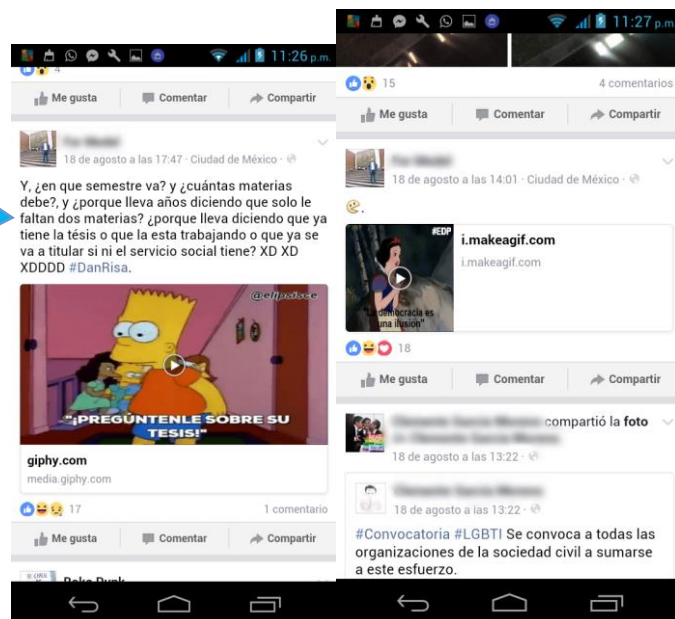 11:26 p.m.
4
Me gusta
Comentar
Compartir
18 de agosto a las 17:47 · Ciudad de México ·
Y, ¿en que semestre va? y ¿cuántas materias
debe?, y ¿porque lleva años diciendo que solo le
faltan dos materias? ¿porque lleva diciendo que ya
tiene la tésis o que la esta trabajando o que ya se
va a titular si ni el servicio social tiene? XD XD
XDDDD #DanRisa.
@elipsisce
"¡PREGÚNTENLE SOBRE SU
TESIS!"
giphy.com
media.giphy.com
17
1 comentario
Me gusta
Comentar
Compartir
11:27 p.m.
15
4 comentarios
Me gusta
Comentar
Compartir
18 de agosto a las 14:01 · Ciudad de México ·
.
#EDP
"La democracia es
una ilusión"
i.makeagif.com
i.makeagif.com
18
Me gusta
Comentar
Compartir
compartió la foto
18 de agosto a las 13:22 ·
18 de agosto a las 13:22 ·
#Convocatoria #LGBTI Se convoca a todas las
organizaciones de la sociedad civil a sumarse
a este esfuerzo.